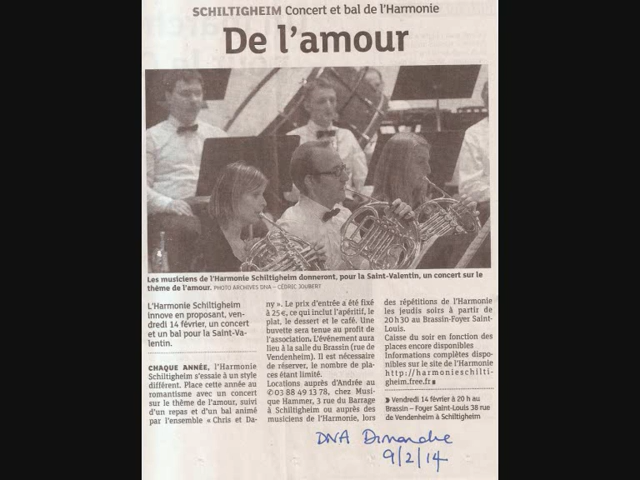 SCHILTIGHEIM Concert et bal de l'Harmonie
De l'amour
Les musiciens de l'Harmonie Schiltigheim donneront, pour la Saint-Valentin, un concert sur le
thème de l'amour. PHOTO ARCHIVES DNA – CÉDRIC JOUBERT
L'Harmonie Schiltigheim
innove en proposant, ven-
dredi 14 février, un concert
et un bal pour la Saint-Va-
lentin.
CHAQUE ANNÉE, l'Harmonie
Schiltigheim s'essaie à un style
différent. Place cette année au
romantisme avec un concert
sur le thème de l'amour, suivi
d'un repas et d'un bal animé
par l'ensemble « Chris et Da-
ny ». Le prix d'entrée a été fixé
à 25 €, ce qui inclut l'apéritif, le
plat, le dessert et le café. Une
buvette sera tenue au profit de
l'association. L'événement aura
lieu à la salle du Brassin (rue de
Vendenheim). Il est nécessaire
de réserver, le nombre de pla-
ces étant limité.
Locations auprès d'Andrée au
✆03 88 49 13 78, chez Musi-
que Hammer, 3 rue du Barrage
à Schiltigheim ou auprès des
musiciens de l'Harmonie, lors
des répétitions de l'Harmonie
les jeudis soirs à partir de
20 h 30 au Brassin-Foyer Saint-
Louis.
Caisse du soir en fonction des
places encore disponibles
Informations complètes dispo-
nibles sur le site de l'Harmonie
http://harmonieschilti-
gheim.free.fr
Vendredi 14 février à 20 h au
Brassin – Foyer Saint-Louis 38 rue
de Vendenheim à Schiltigheim
DNA Dimanche
9/2/14